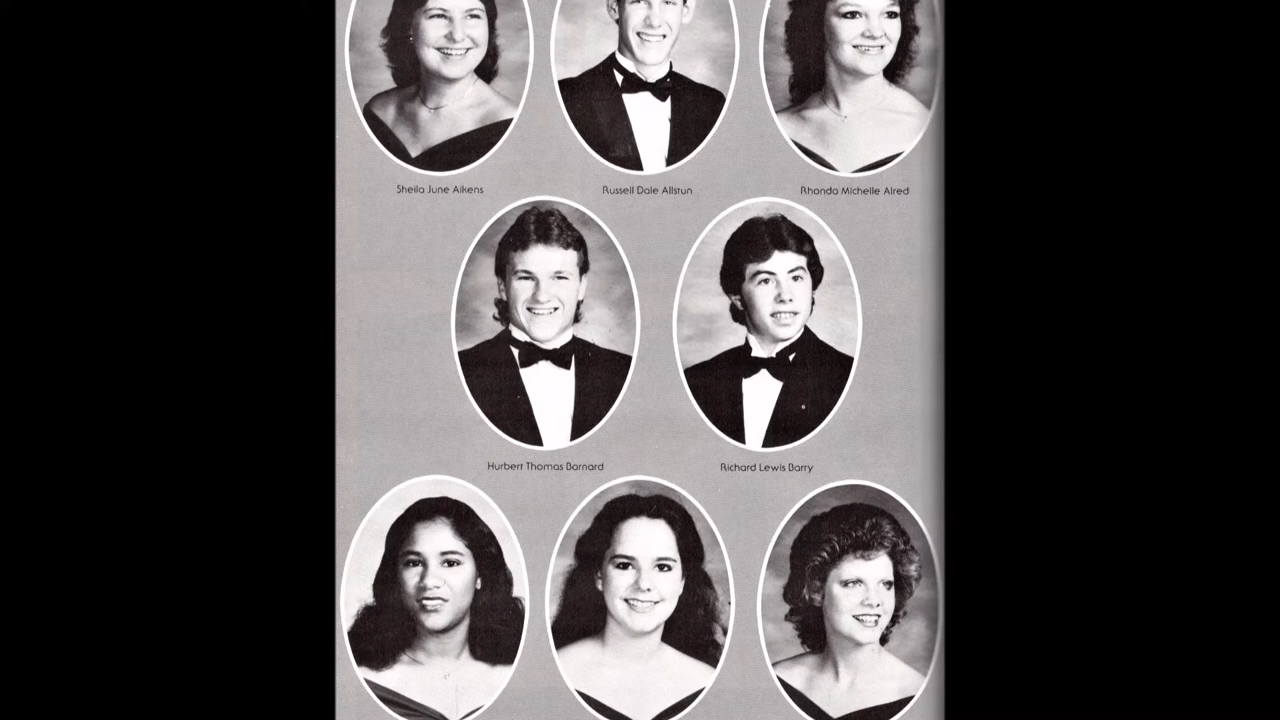 Sheila June Aikens
Russell Dale Allstun
Rhonda Michelle Alred
Hurbert Thomas Barnard
Richard Lewis Barry